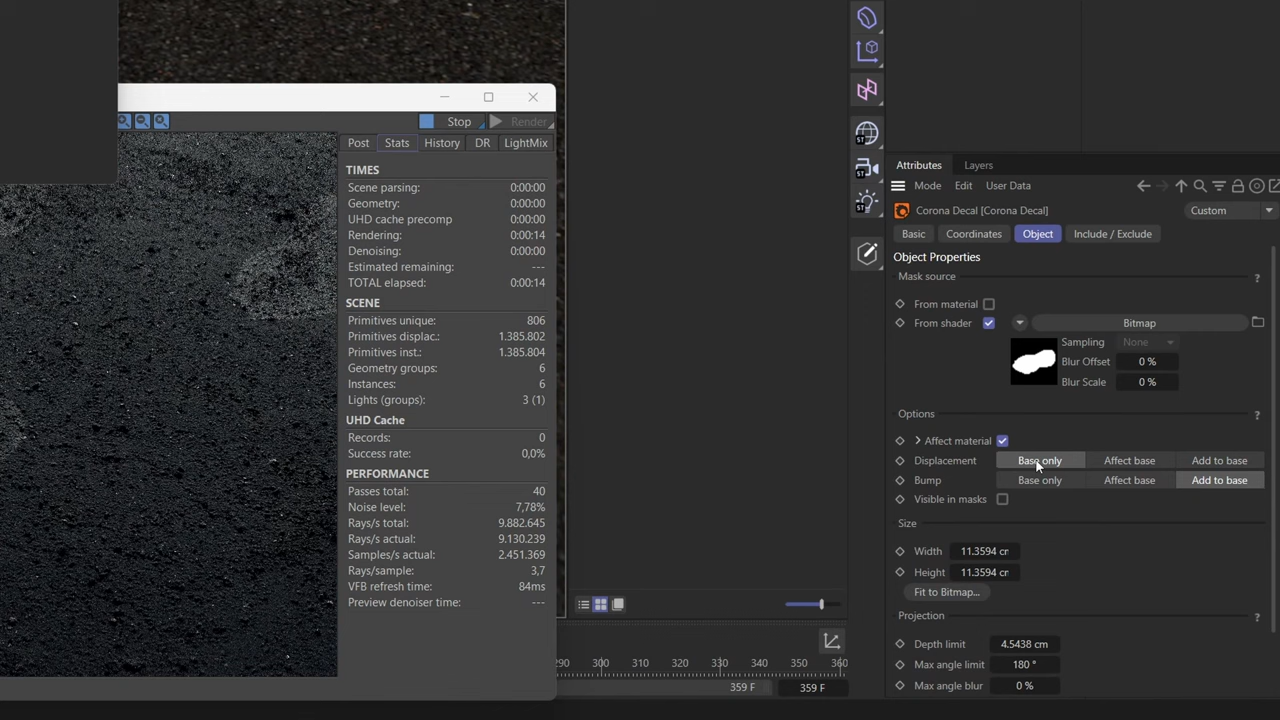 Stop
Render
Post Stats History DR LightMix
TIMES
Scene parsing: 0:00:00
Geometry: 0:00:00
UHD cache precomp 0:00:00
Rendering: 0:00:14
Denoising: 0:00:00
Estimated remaining: ---
TOTAL elapsed: 0:00:14
SCENE
Primitives unique: 806
Primitives displac.: 1.385.802
Primitives inst.: 1.385.804
Geometry groups: 6
Instances: 6
Lights (groups): 3 (1)
UHD Cache
Records: 0
Success rate: 0,0%
PERFORMANCE
Passes total: 40
Noise level: 7,78%
Rays/s total: 9.882.645
Rays/s actual: 9.130.239
Samples/s actual: 2.451.369
Rays/sample: 3,7
VFB refresh time: 84ms
Preview denoiser time: ---
290 300 310 320 330 340 350 360
359 F 359 F
ST
ST
ST
Attributes Layers
Mode Edit User Data
Corona Decal [Corona Decal] Custom
Basic Coordinates Object Include / Exclude
Object Properties
Mask source ?
From material
From shader Bitmap
Sampling None
Blur Offset 0 %
Blur Scale 0 %
Options ?
> Affect material
Displacement Base only Affect base Add to base
Bump Base only Affect base Add to base
Visible in masks
Size
Width 11.3594 cm
Height 11.3594 cm
Fit to Bitmap...
Projection ?
Depth limit 4.5438 cm
Max angle limit 180 °
Max angle blur 0 %